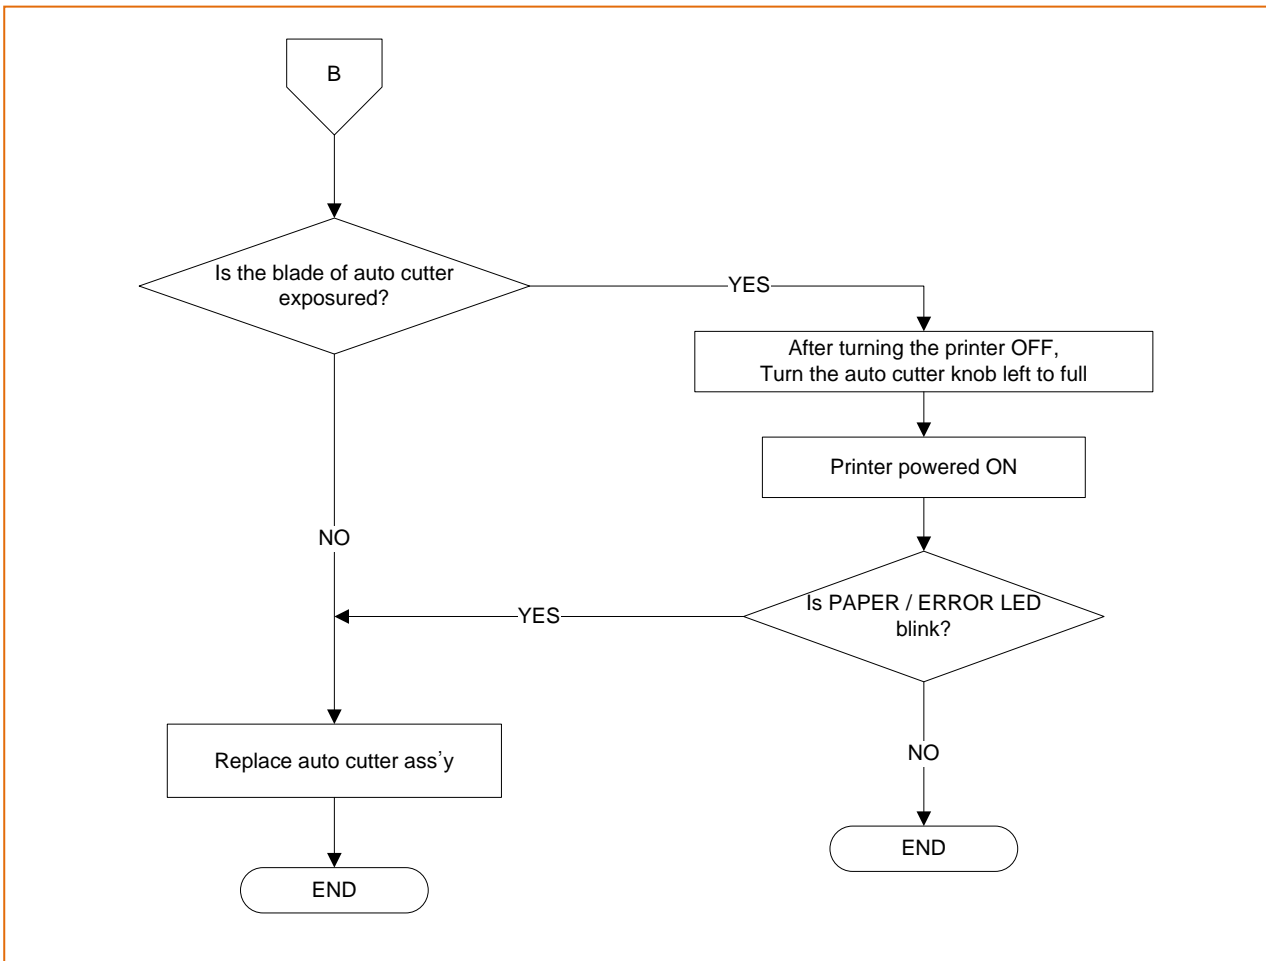 B
Is the blade of auto cutter
exposured?
YES
After turning the printer OFF,
Turn the auto cutter knob left to full
Printer powered ON
NO
YES
Is PAPER / ERROR LED
blink?
Replace auto cutter ass’y
NO
END
END